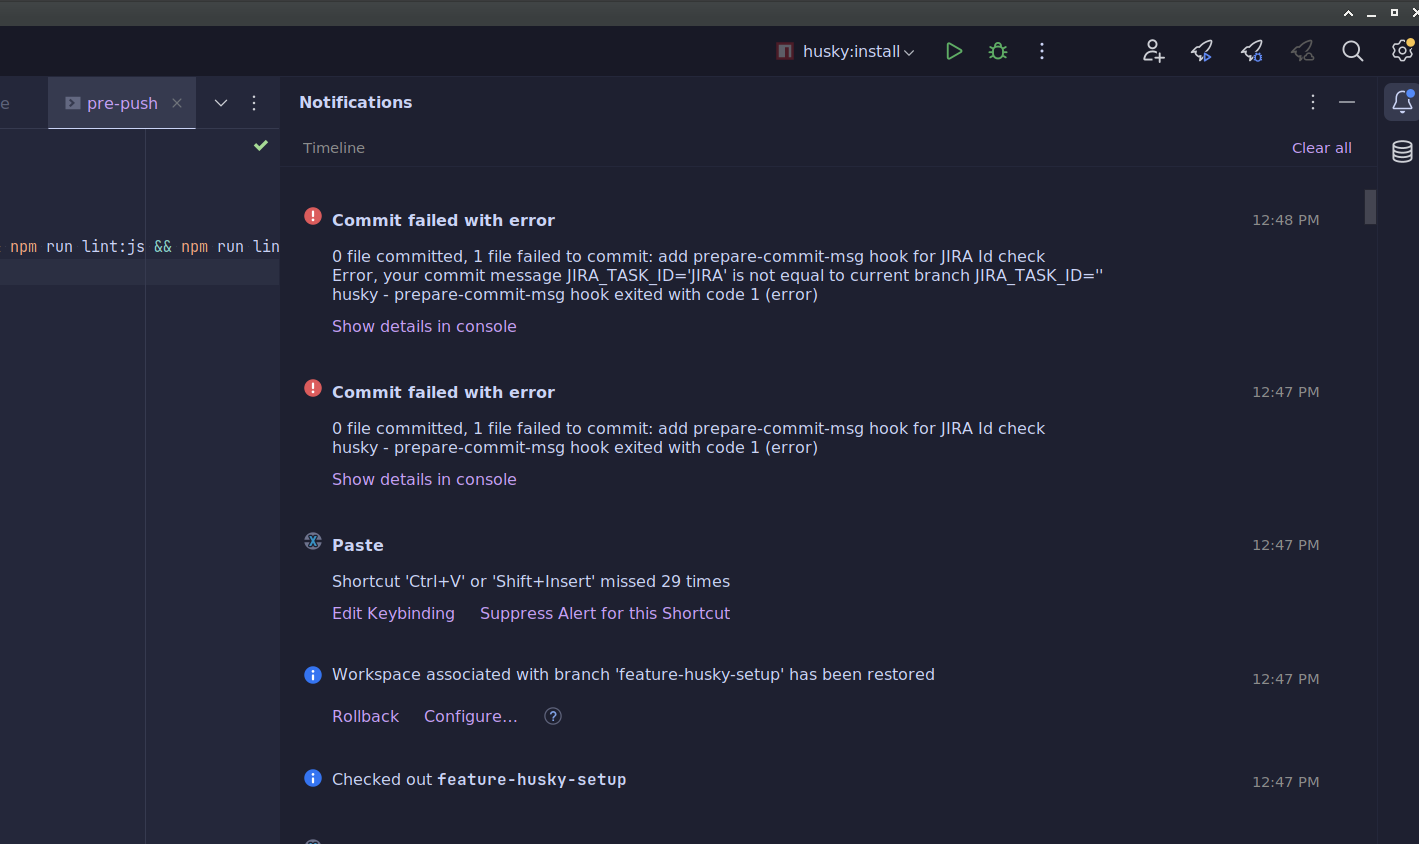 husky:install
e
pre-push
Notifications
Timeline
Clear all
npm run lint:js && npm run lin
Commit failed with error
12:48 PM
0 file committed, 1 file failed to commit: add prepare-commit-msg hook for JIRA Id check
Error, your commit message JIRA_TASK_ID='JIRA' is not equal to current branch JIRA_TASK_ID=''
husky - prepare-commit-msg hook exited with code 1 (error)
Show details in console
Commit failed with error
12:47 PM
0 file committed, 1 file failed to commit: add prepare-commit-msg hook for JIRA Id check
husky - prepare-commit-msg hook exited with code 1 (error)
Show details in console
Paste
12:47 PM
Shortcut 'Ctrl+V' or 'Shift+Insert' missed 29 times
Edit Keybinding Suppress Alert for this Shortcut
Workspace associated with branch 'feature-husky-setup' has been restored
12:47 PM
Rollback Configure... ?
Checked out feature-husky-setup
12:47 PM